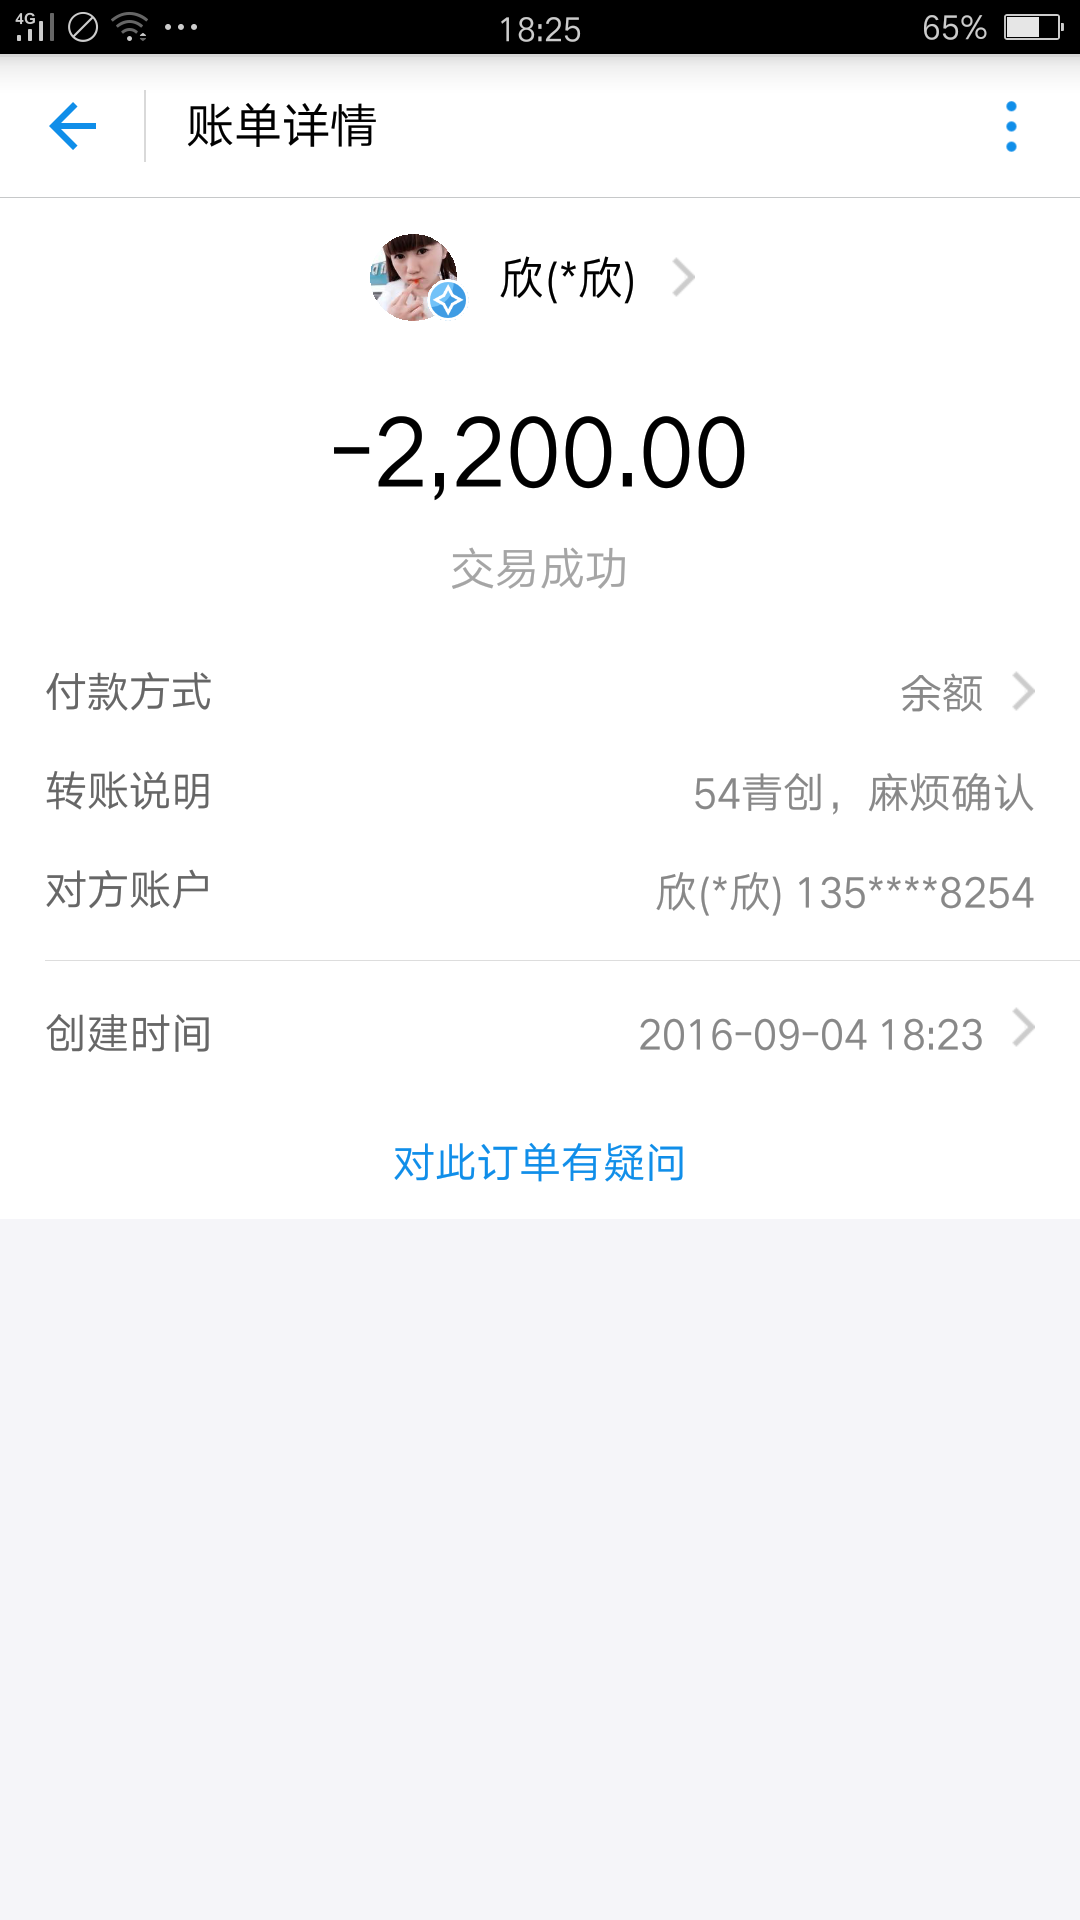 4G 18:25 65%
账单详情
欣(*欣)
-2,200.00
交易成功
付款方式 余额
转账说明 54青创，麻烦确认
对方账户 欣(*欣) 135****8254
创建时间 2016-09-04 18:23
对此订单有疑问